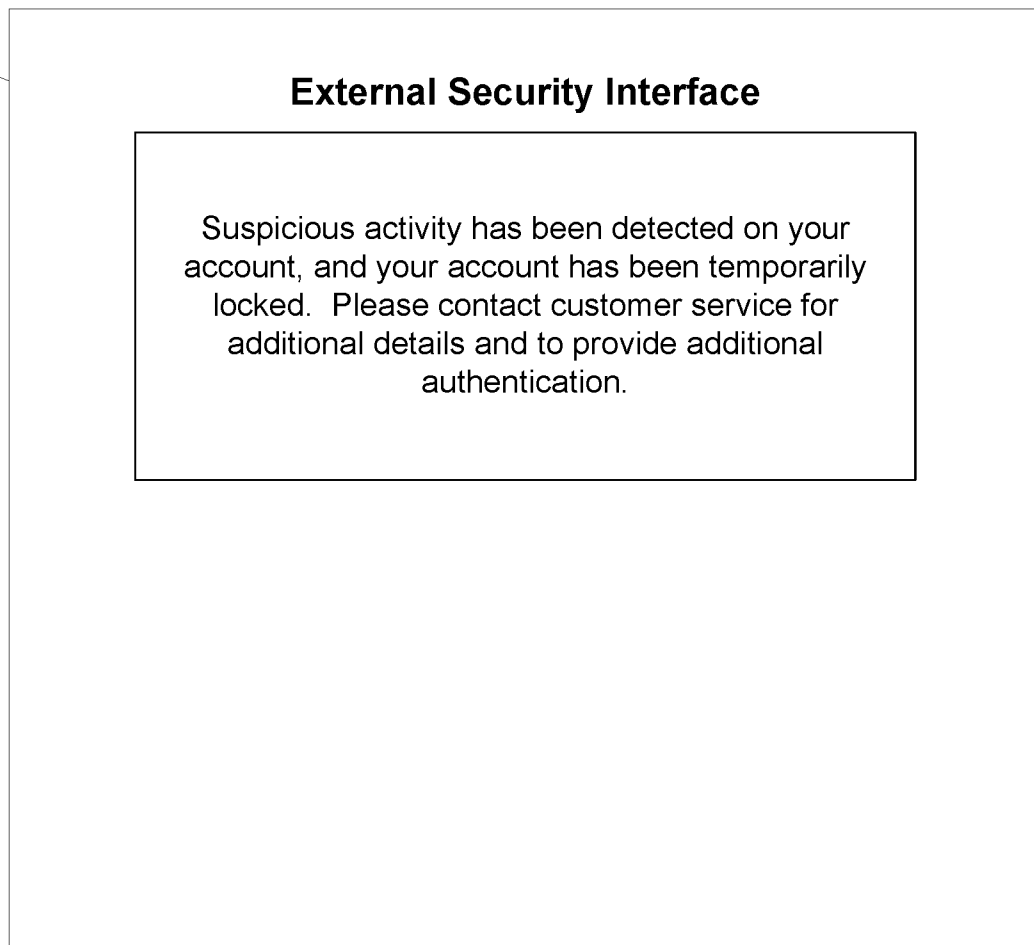 External Security Interface
Suspicious activity has been detected on your
account, and your account has been temporarily
locked.  Please contact customer service for
additional details and to provide additional
authentication.